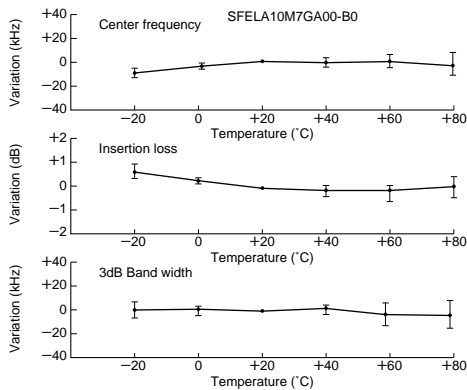 SFELA10M7GA00-B0
Center frequency
Variation (kHz)
+40
+20
0
−20
−40
−20 0 +20 +40 +60 +80
Temperature (˚C)
Insertion loss
Variation (dB)
+2
+1
0
−1
−2
−20 0 +20 +40 +60 +80
Temperature (˚C)
3dB Band width
Variation (kHz)
+40
+20
0
−20
−40
−20 0 +20 +40 +60 +80
Temperature (˚C)